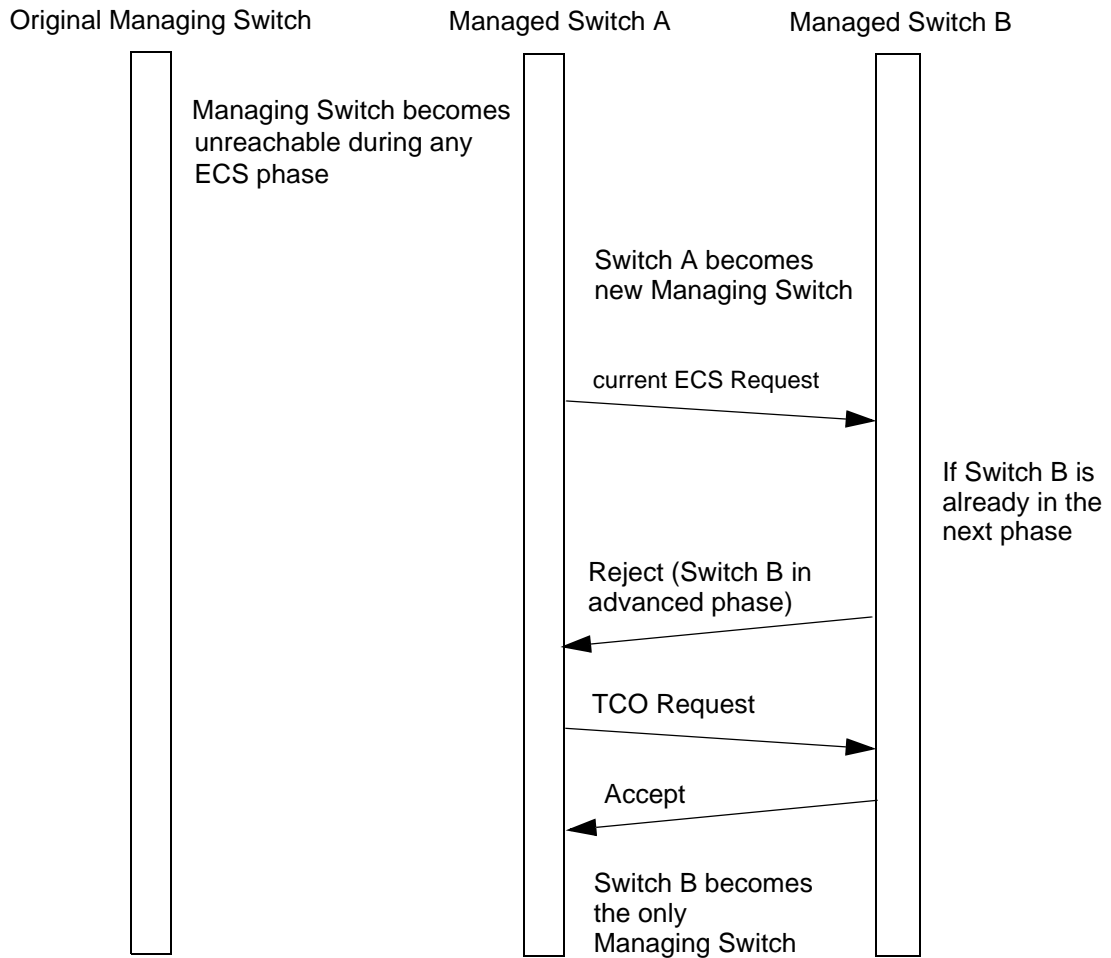 Original Managing Switch
Managed Switch A
Managed Switch B
Managing Switch becomes
unreachable during any
ECS phase
Switch A becomes
new Managing Switch
current ECS Request
If Switch B is
already in the
next phase
Reject (Switch B in
advanced phase)
TCO Request
Accept
Switch B becomes
the only
Managing Switch